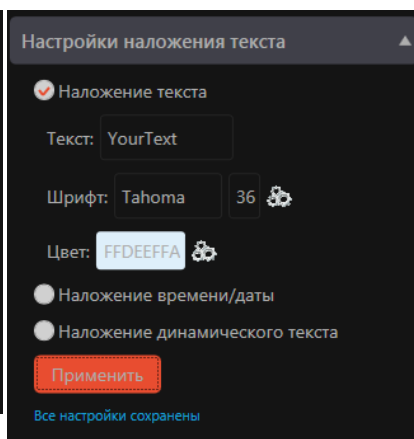 Настройки наложения текста
Наложение текста
Текст: YourText
Шрифт: Tahoma 36
Цвет: FFDEEFFA
Наложение времени/даты
Наложение динамического текста
Применить
Все настройки сохранены